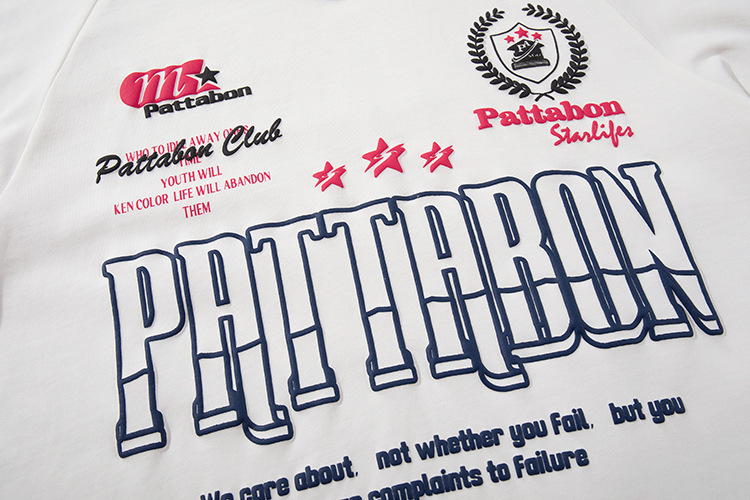 m
Pattabon
Pattabon Club
WHO TO IDL AWAY ONES
TIME
YOUTH WILL
KEN COLOR LIFE WILL ABANDON
THEM
Pattabon
Starlifes
PATTABON
We care about, not whether you fail, but you
complaints to failure